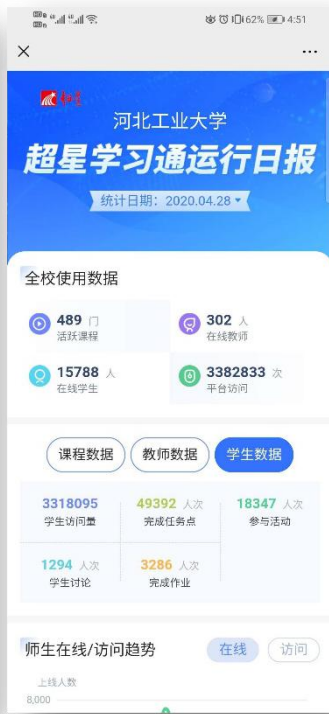 62% 4:51
河北工业大学
超星学习通运行日报
统计日期：2020.04.28
全校使用数据
489 门
活跃课程
302 人
在线教师
15788 人
在线学生
3382833 次
平台访问
课程数据 教师数据 学生数据
3318095
学生访问量
49392 人次
完成任务点
18347 人次
参与活动
1294 人次
学生讨论
3286 人次
完成作业
师生在线/访问趋势 在线 访问
上线人数
8,000